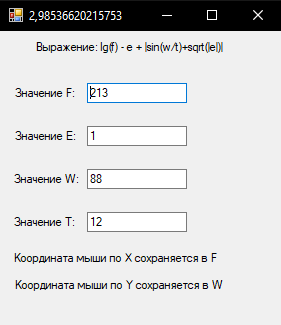 2,98536620215753
Выражение: lg(f) - e + |sin(w/t)+sqrt(|e|)|
Значение F: 213
Значение E: 1
Значение W: 88
Значение T: 12
Координата мыши по X сохраняется в F
Координата мыши по Y сохраняется в W